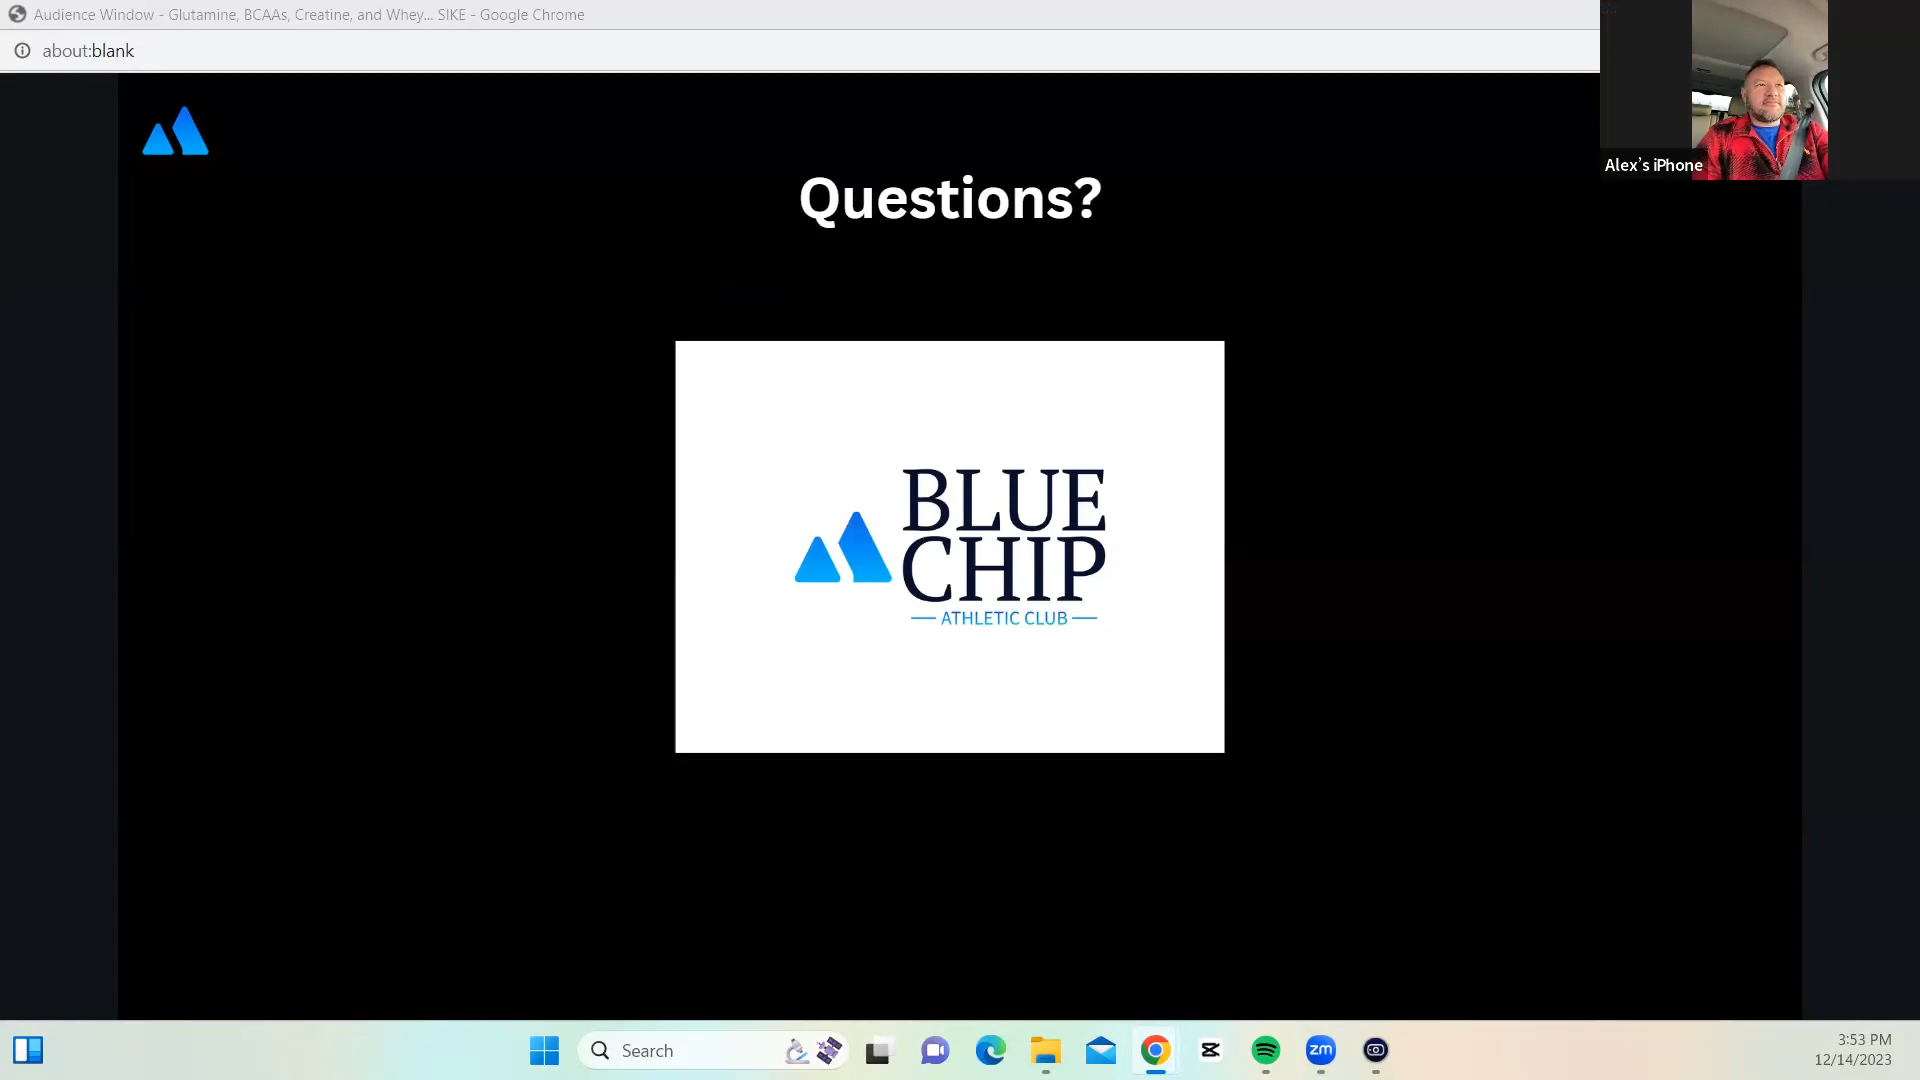 Audience Window - Glutamine, BCAAs, Creatine, and Whey... SIKE - Google Chrome
about:blank
Alex's iPhone
Questions?
BLUE
CHIP
ATHLETIC CLUB
Search
zm
3:53 PM
12/14/2023